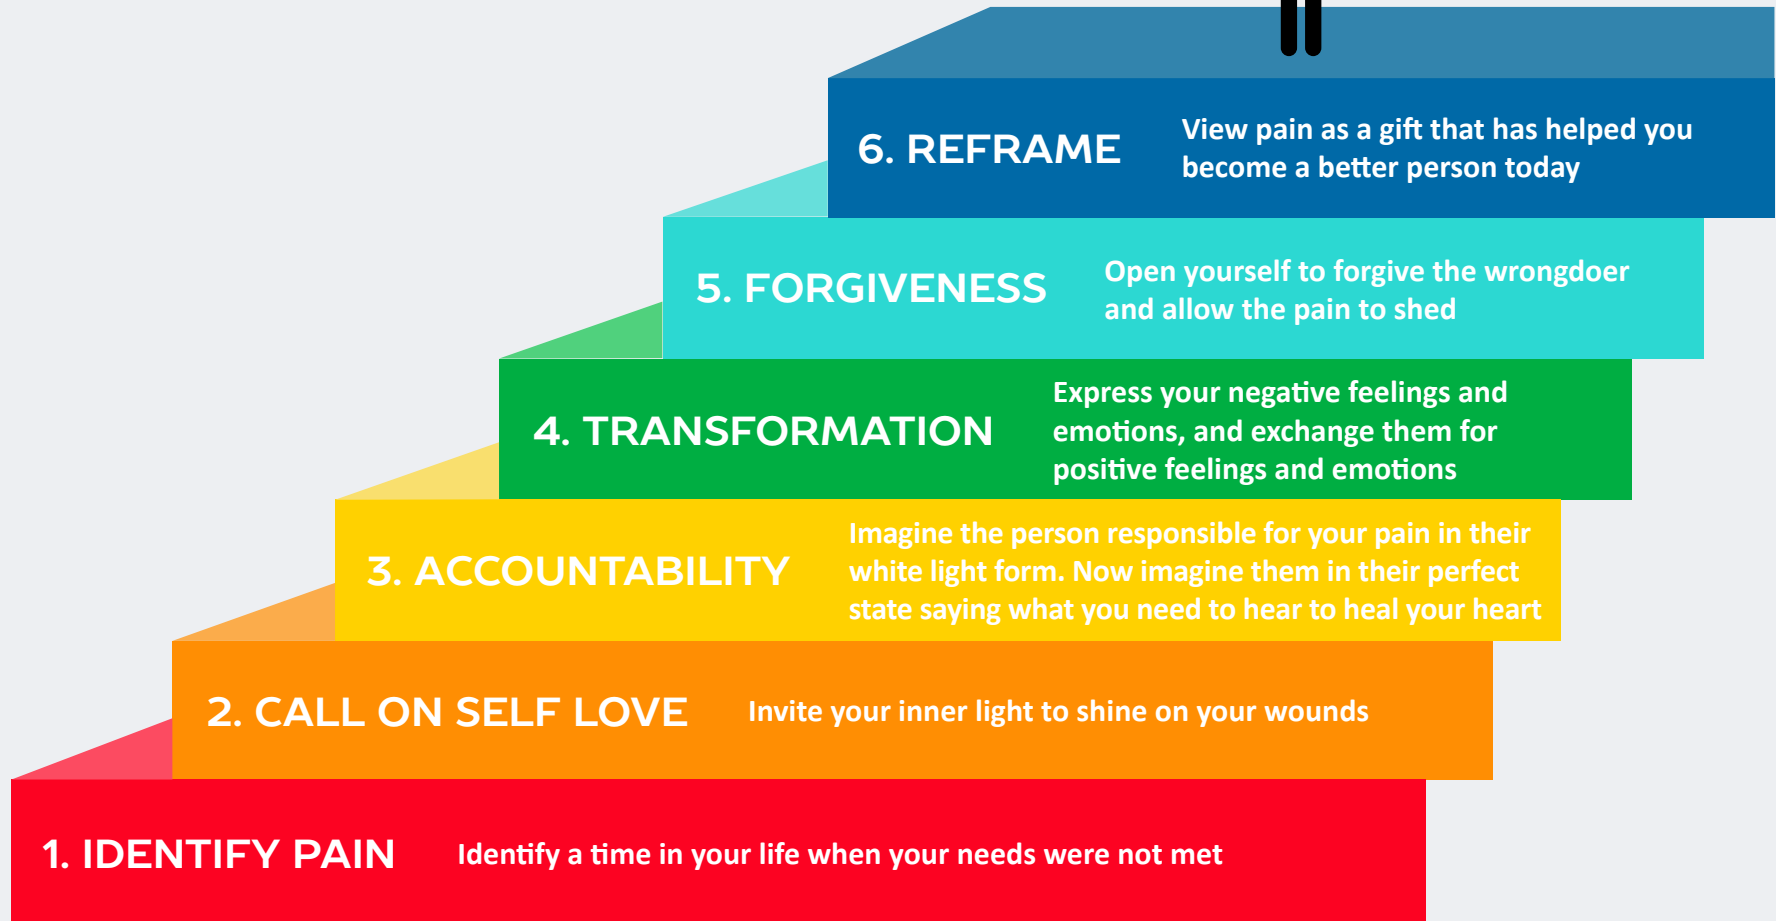 6. REFRAME
View pain as a gift that has helped you
become a better person today
5. FORGIVENESS
Open yourself to forgive the wrongdoer
and allow the pain to shed
4. TRANSFORMATION
Express your negative feelings and
emotions, and exchange them for
positive feelings and emotions
3. ACCOUNTABILITY
Imagine the person responsible for your pain in their
white light form. Now imagine them in their perfect
state saying what you need to hear to heal your heart
2. CALL ON SELF LOVE
Invite your inner light to shine on your wounds
1. IDENTIFY PAIN
Identify a time in your life when your needs were not met